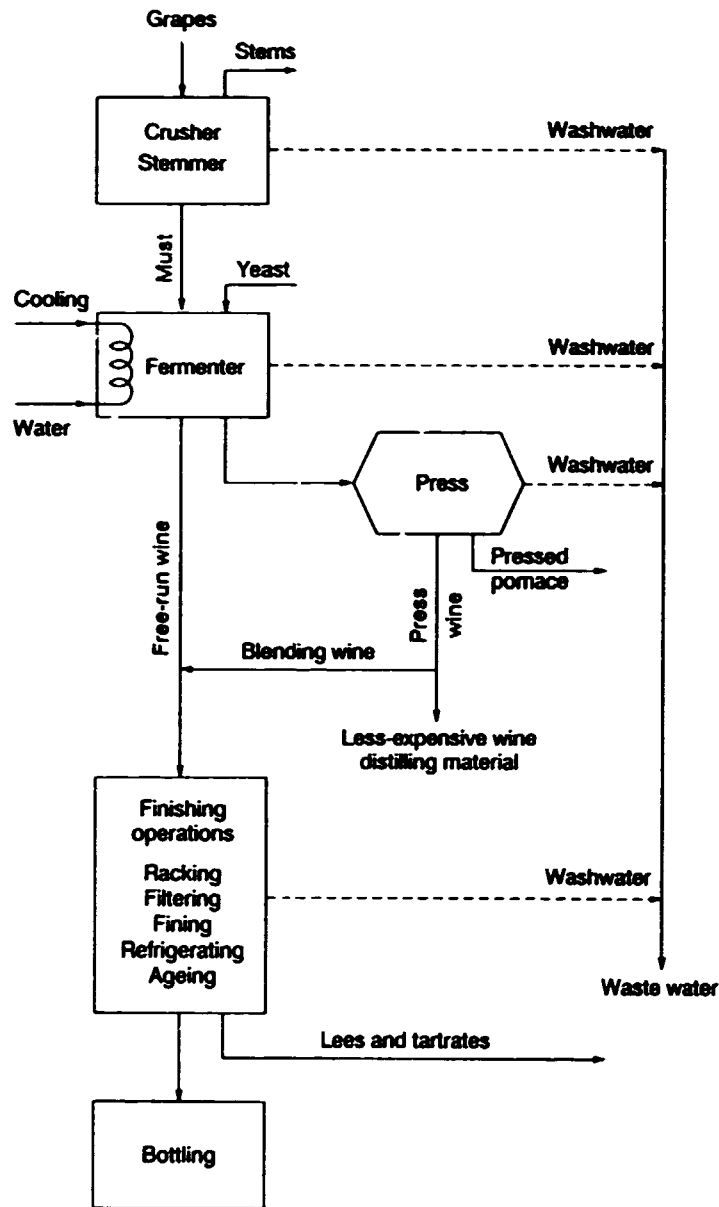 Grapes
Stems
Crusher
Stemmer
Washwater
Must
Yeast
Cooling
Fermenter
Washwater
Water
Press
Washwater
Pressed
pomace
Free-run wine
Press
wine
Blending wine
Less-expensive wine
distilling material
Finishing
operations
Racking
Filtering
Fining
Refrigerating
Ageing
Washwater
Waste water
Lees and tartrates
Bottling